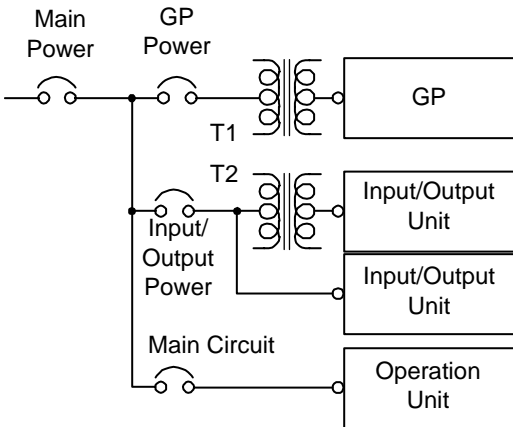 Main
Power
GP
Power
T1
GP
T2
Input/
Output
Power
Input/Output
Unit
Input/Output
Unit
Main Circuit
Operation
Unit